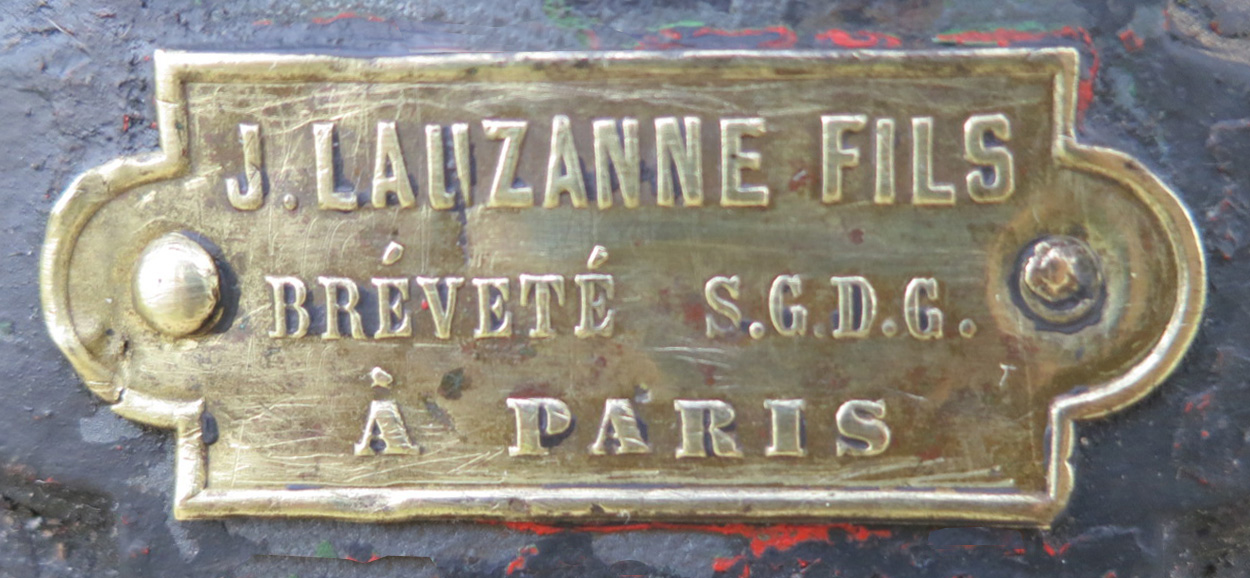 J. LAUZANNE FILS
BRÉVETÉ S.G.D.G.
À PARIS